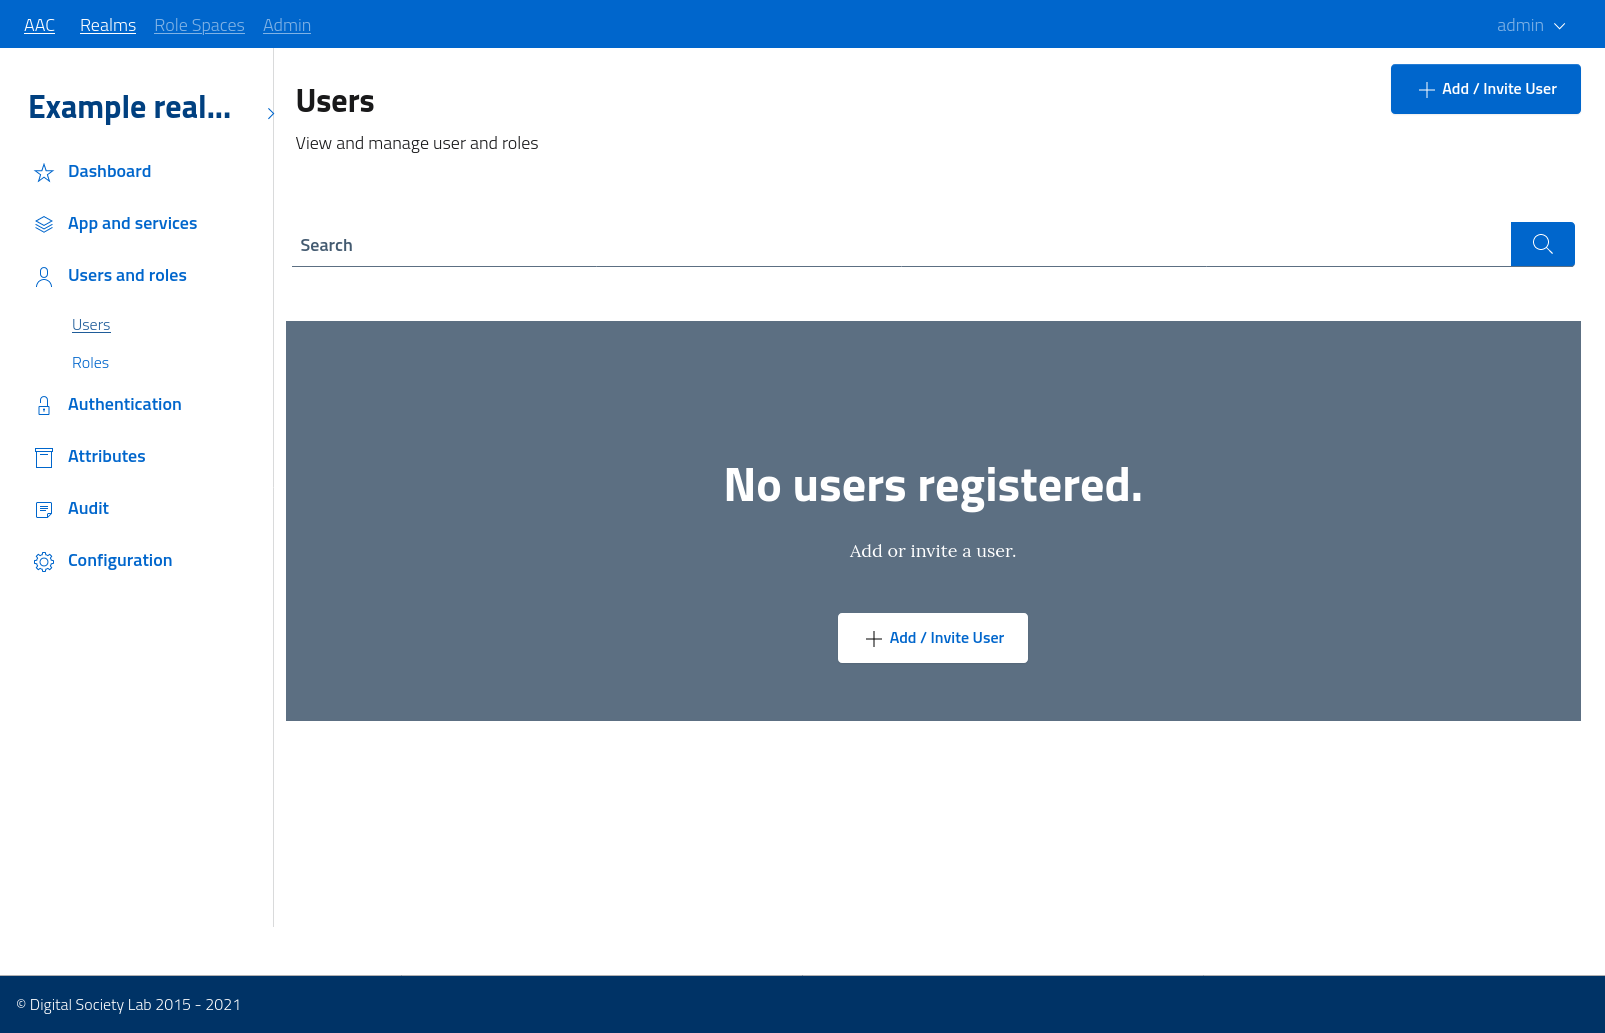 AAC Realms Role Spaces Admin admin
Example real...
Dashboard
App and services
Users and roles
Users
Roles
Authentication
Attributes
Audit
Configuration
Users
View and manage user and roles
Add / Invite User
Search
No users registered.
Add or invite a user.
Add / Invite User
© Digital Society Lab 2015 - 2021